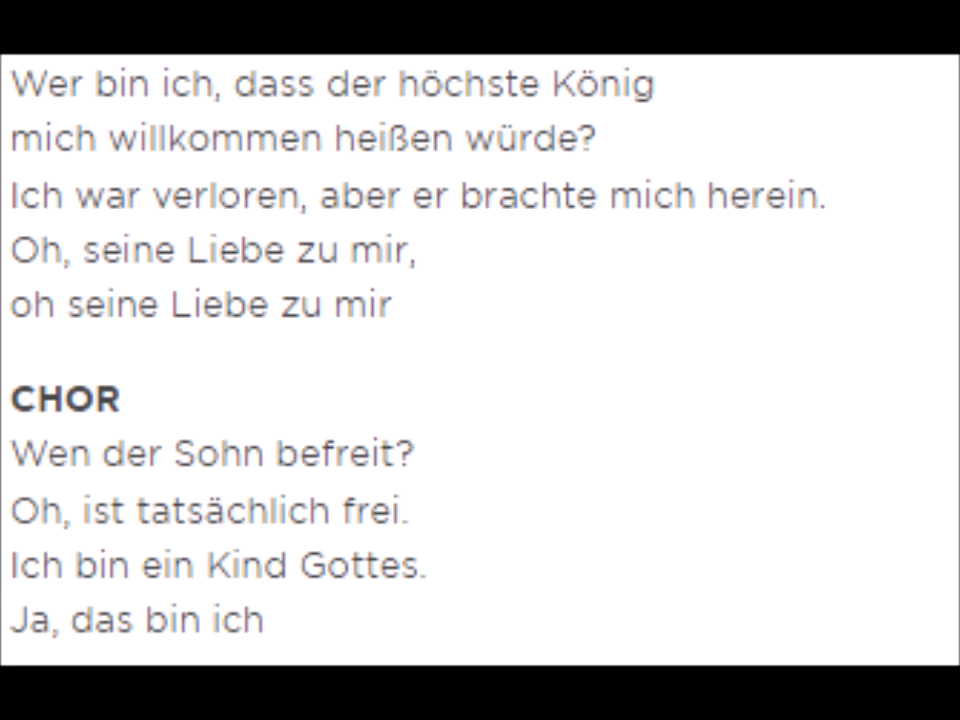 Wer bin ich, dass der höchste König
mich willkommen heißen würde?
Ich war verloren, aber er brachte mich herein.
Oh, seine Liebe zu mir,
oh seine Liebe zu mir
CHOR
Wen der Sohn befreit?
Oh, ist tatsächlich frei.
Ich bin ein Kind Gottes.
Ja, das bin ich